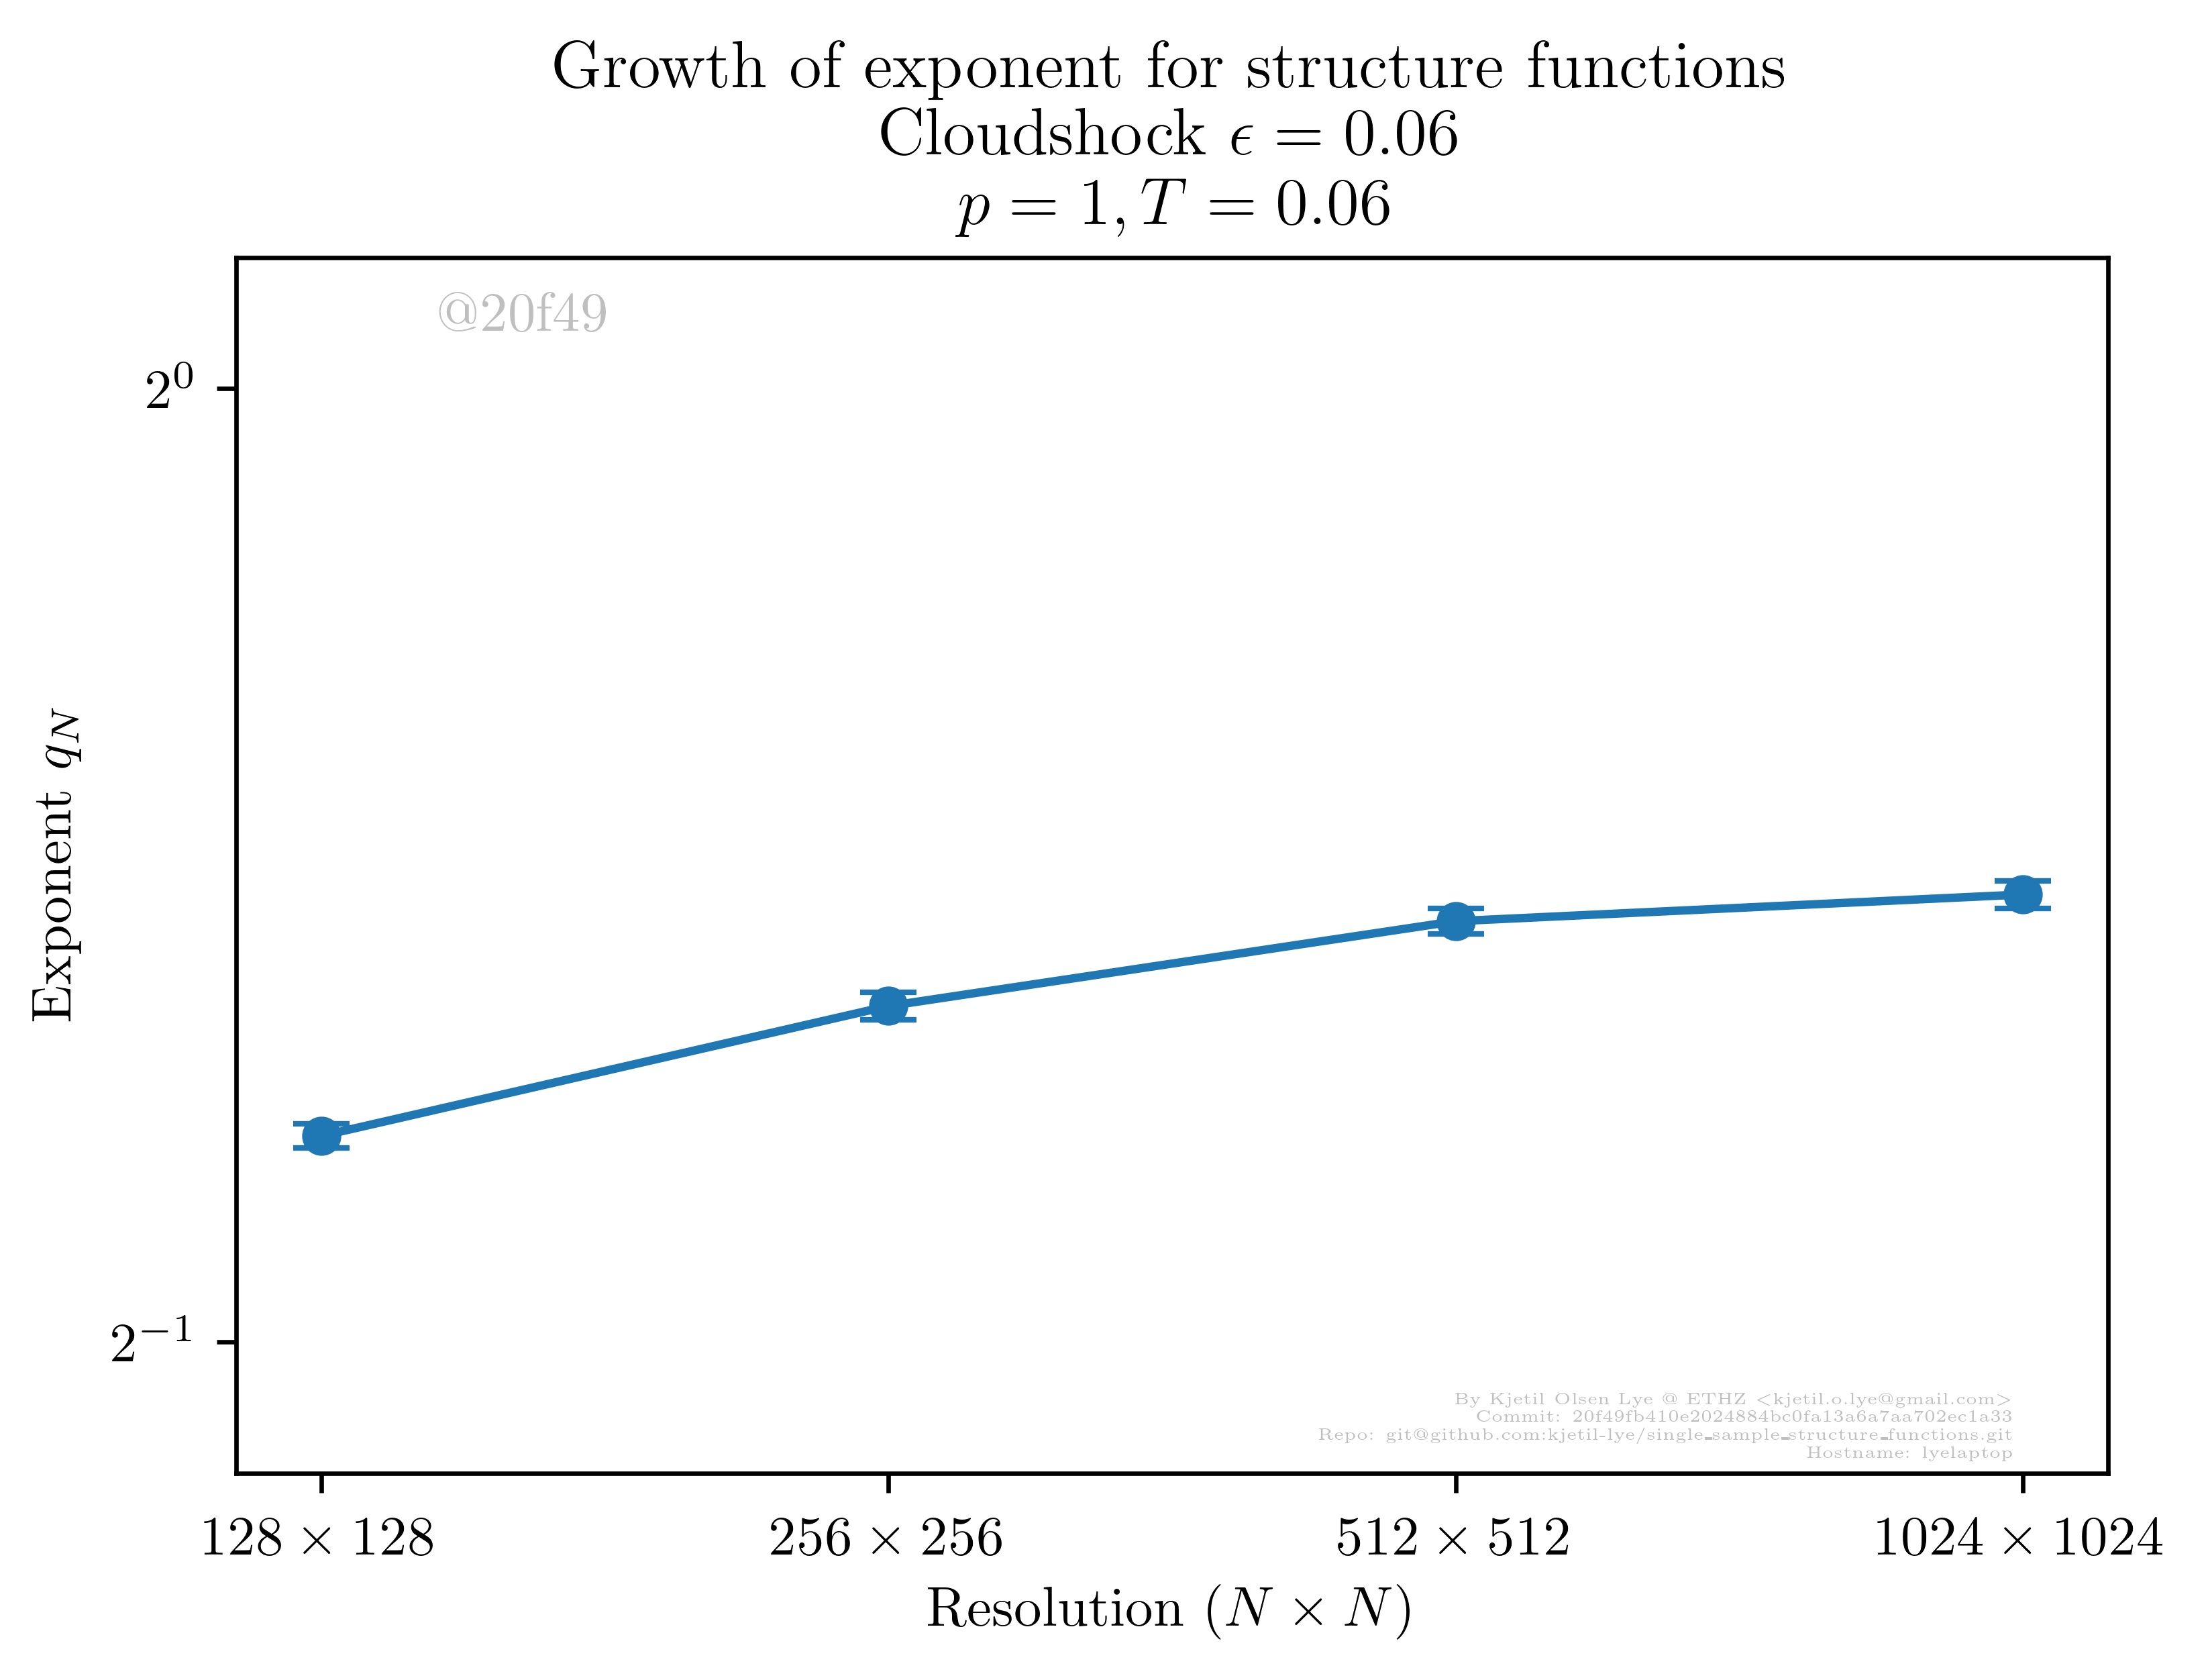 Growth of exponent for structure functions
Cloudshock ϵ = 0.06
p = 1, T = 0.06
@20f49
2⁰
Exponent q_N
2⁻¹
By Kjetil Olsen Lye @ ETHZ <kjetil.o.lye@gmail.com>
Commit: 20f49fb410e2024884bc0fa13a6a7aa702ec1a33
Repo: git@github.com:kjetil-lye/single_sample_structure_functions.git
Hostname: lyelaptop
128 × 128 256 × 256 512 × 512 1024 × 1024
Resolution (N × N)